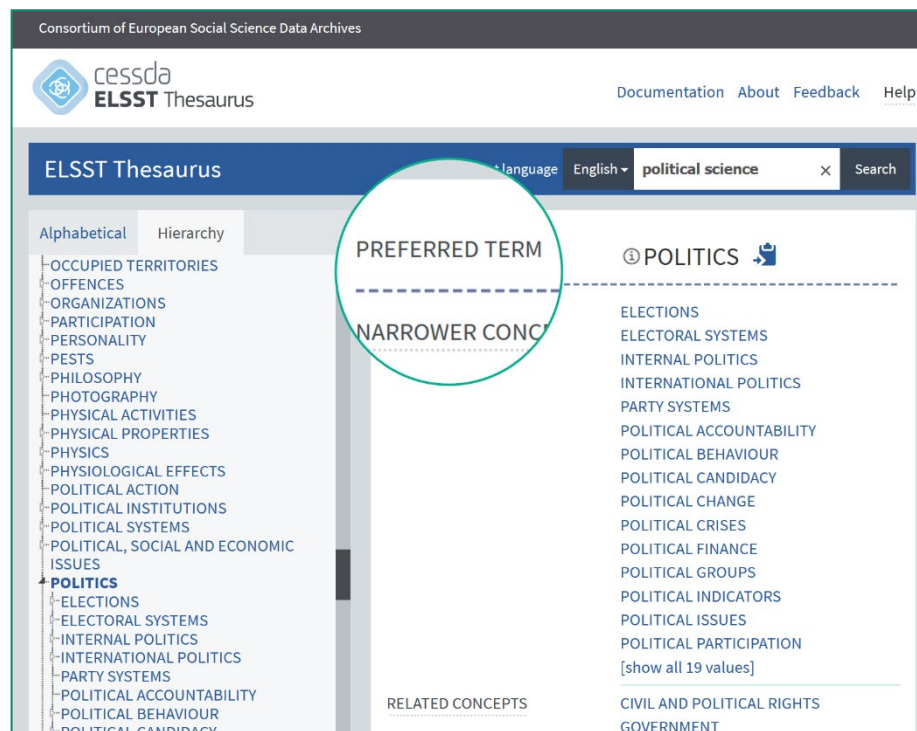 Consortium of European Social Science Data Archives
cessda
ELSST Thesaurus
Documentation About Feedback Help
ELSST Thesaurus
language English political science × Search
Alphabetical Hierarchy
OCCUPIED TERRITORIES
OFFENCES
ORGANIZATIONS
PARTICIPATION
PERSONALITY
PESTS
PHILOSOPHY
PHOTOGRAPHY
PHYSICAL ACTIVITIES
PHYSICAL PROPERTIES
PHYSICS
PHYSIOLOGICAL EFFECTS
POLITICAL ACTION
POLITICAL INSTITUTIONS
POLITICAL SYSTEMS
POLITICAL, SOCIAL AND ECONOMIC
ISSUES
POLITICS
ELECTIONS
ELECTORAL SYSTEMS
INTERNAL POLITICS
INTERNATIONAL POLITICS
PARTY SYSTEMS
POLITICAL ACCOUNTABILITY
POLITICAL BEHAVIOUR
POLITICAL CANDIDACY
PREFERRED TERM
POLITICS
NARROWER CONC
ELECTIONS
ELECTORAL SYSTEMS
INTERNAL POLITICS
INTERNATIONAL POLITICS
PARTY SYSTEMS
POLITICAL ACCOUNTABILITY
POLITICAL BEHAVIOUR
POLITICAL CANDIDACY
POLITICAL CHANGE
POLITICAL CRISES
POLITICAL FINANCE
POLITICAL GROUPS
POLITICAL INDICATORS
POLITICAL ISSUES
POLITICAL PARTICIPATION
[show all 19 values]
RELATED CONCEPTS
CIVIL AND POLITICAL RIGHTS
GOVERNMENT